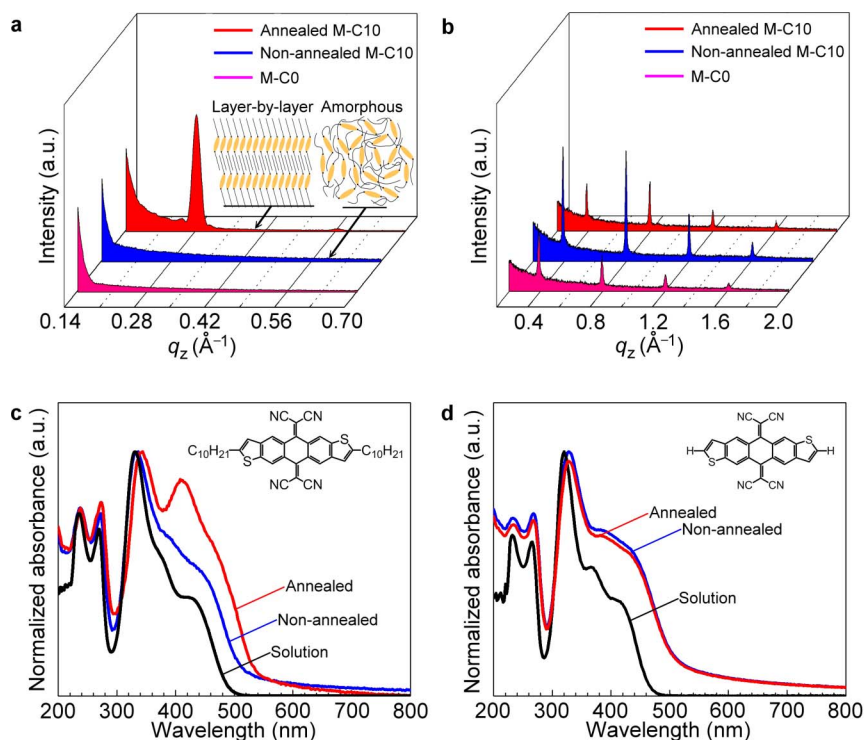 a
Annealed M-C10
Non-annealed M-C10
M-C0
Layer-by-layer Amorphous
Intensity (a.u.)
0.14 0.28 0.42 0.56 0.70
qz (Å⁻¹)
b
Annealed M-C10
Non-annealed M-C10
M-C0
Intensity (a.u.)
0.4 0.8 1.2 1.6 2.0
qz (Å⁻¹)
c
NC CN
S
C10H21
C10H21
S
NC CN
Annealed
Non-annealed
Solution
Normalized absorbance (a.u.)
200 300 400 500 600 700 800
Wavelength (nm)
d
NC CN
S
H
H
S
NC CN
Annealed
Non-annealed
Solution
Normalized absorbance (a.u.)
200 300 400 500 600 700 800
Wavelength (nm)